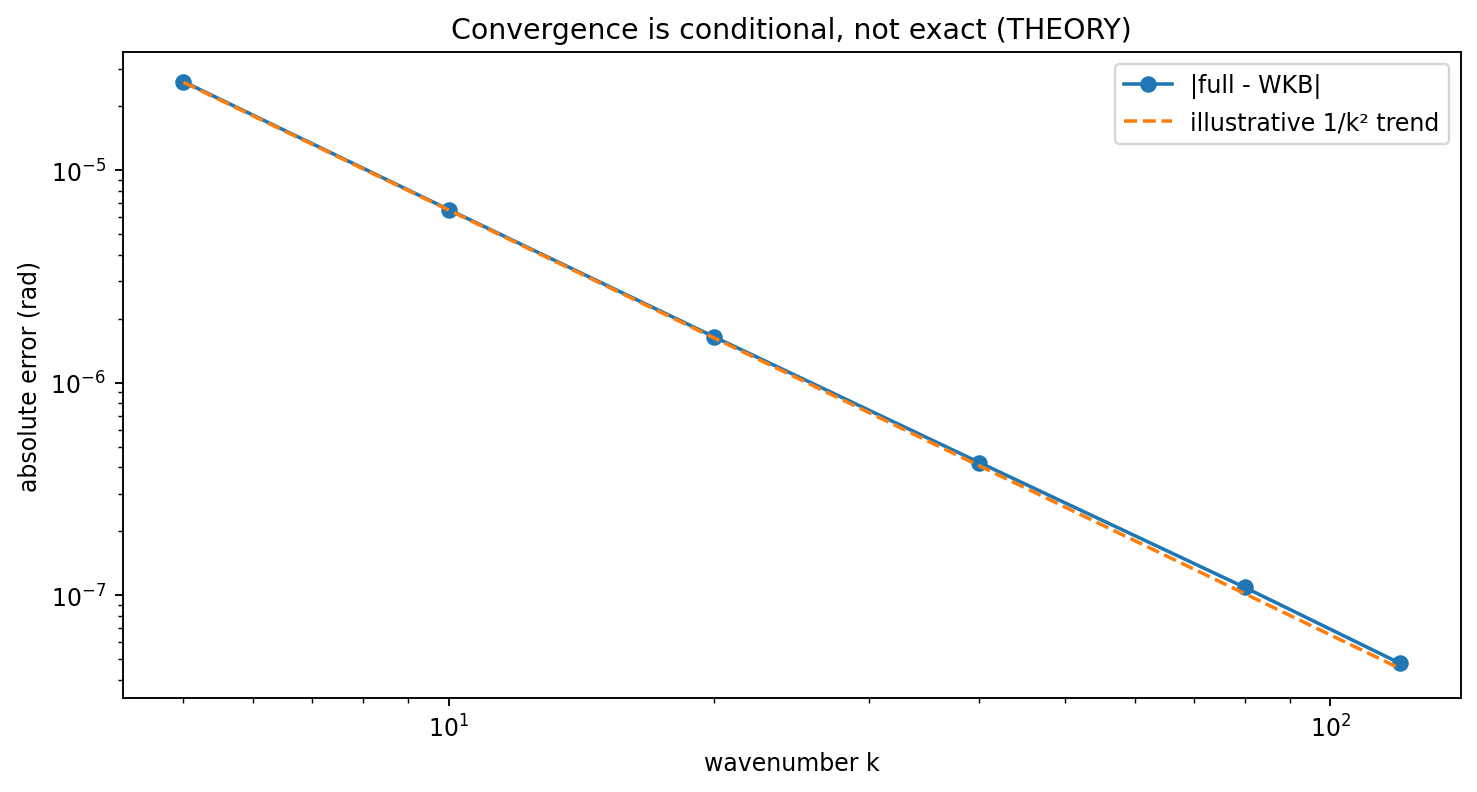 Convergence is conditional, not exact (THEORY)
|full - WKB|
illustrative 1/k² trend
absolute error (rad)
10⁻⁵
10⁻⁶
10⁻⁷
10¹
10²
wavenumber k